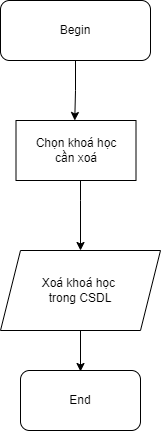 Begin
Chọn khoá học
cần xoá
Xoá khoá học
trong CSDL
End